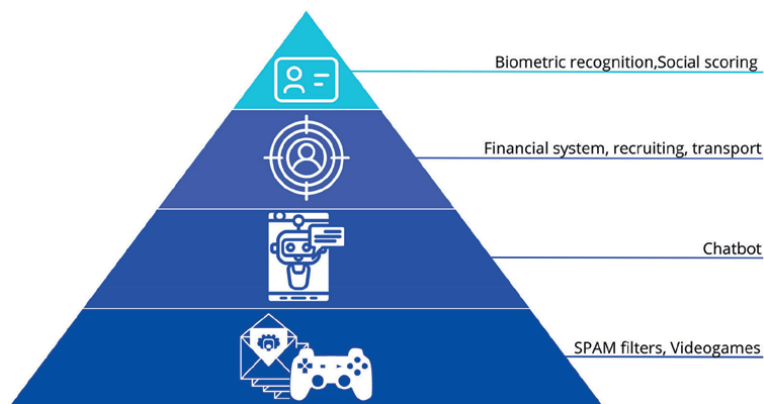 Biometric recognition,Social scoring
Financial system, recruiting, transport
Chatbot
SPAM filters, Videogames